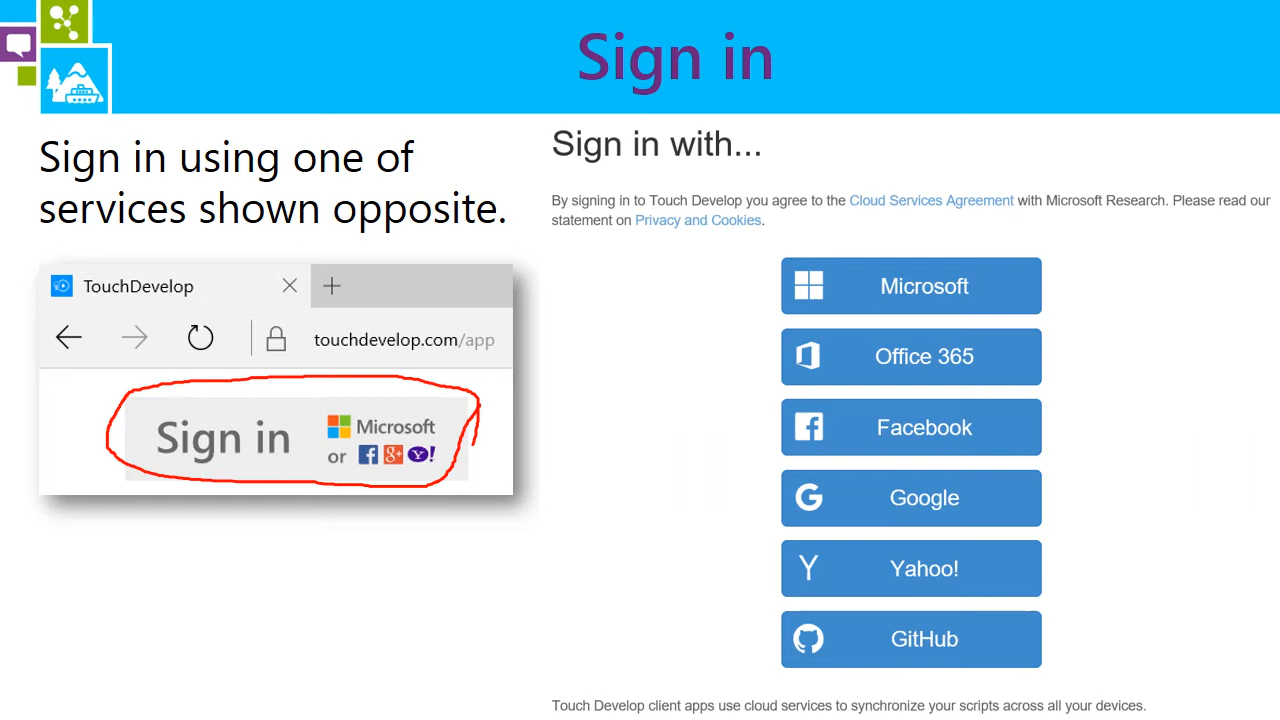 Sign in
Sign in using one of
services shown opposite.
TouchDevelop
touchdevelop.com/app
Sign in
Microsoft
or
Sign in with...
By signing in to Touch Develop you agree to the Cloud Services Agreement with Microsoft Research. Please read our
statement on Privacy and Cookies.
Microsoft
Office 365
Facebook
Google
Yahoo!
GitHub
Touch Develop client apps use cloud services to synchronize your scripts across all your devices.